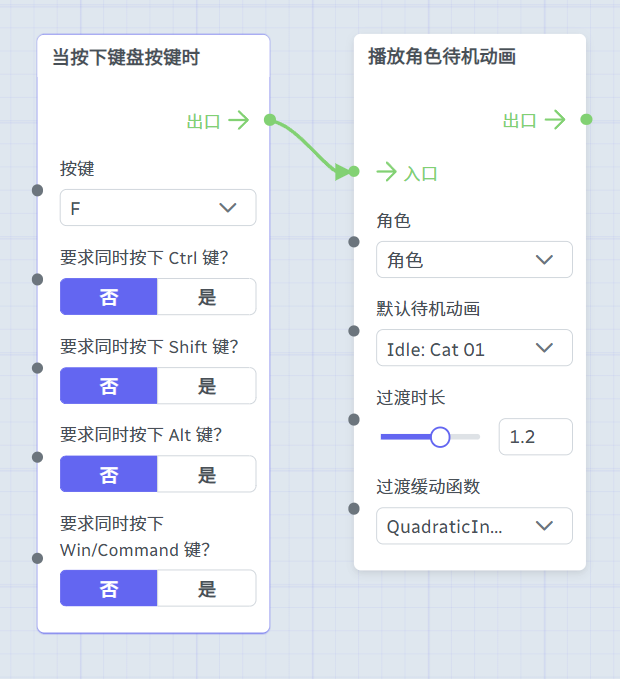 当按下键盘按键时
出口
按键
F
要求同时按下 Ctrl 键？
否 是
要求同时按下 Shift 键？
否 是
要求同时按下 Alt 键？
否 是
要求同时按下
Win/Command 键？
否 是
播放角色待机动画
出口
入口
角色
角色
默认待机动画
Idle: Cat 01
过渡时长
1.2
过渡缓动函数
QuadraticIn...